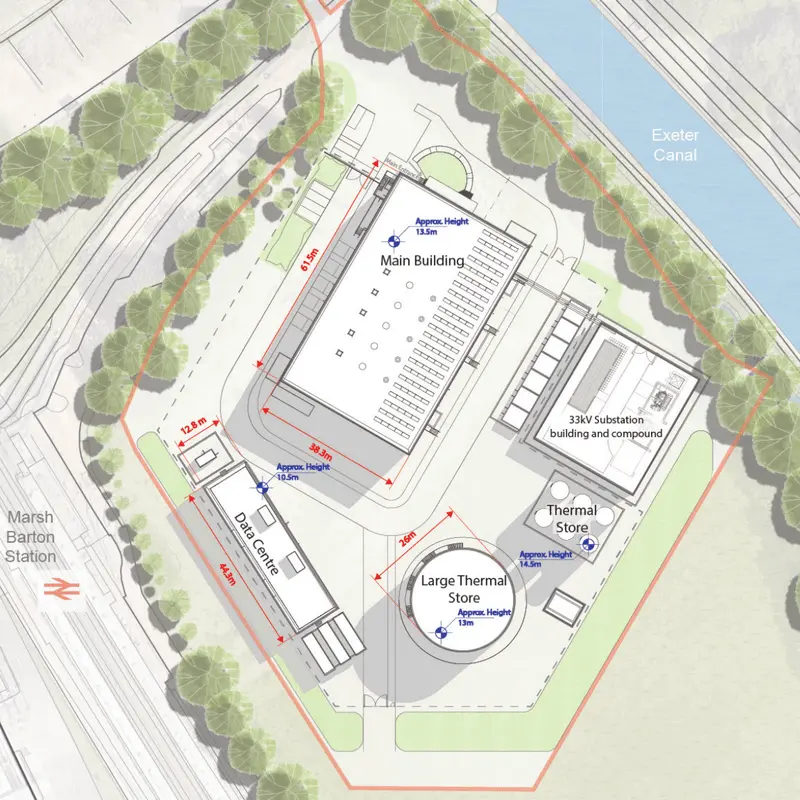 Exeter
Canal
Main Entrance
Approx. Height
13.5m
Main Building
61.5m
38.3m
33kV Substation
building and compound
12.8 m
Approx. Height
10.5m
Data Centre
44.3m
Marsh
Barton
Station
Thermal
Store
Approx. Height
14.5m
26m
Large Thermal
Store
Approx. Height
13m